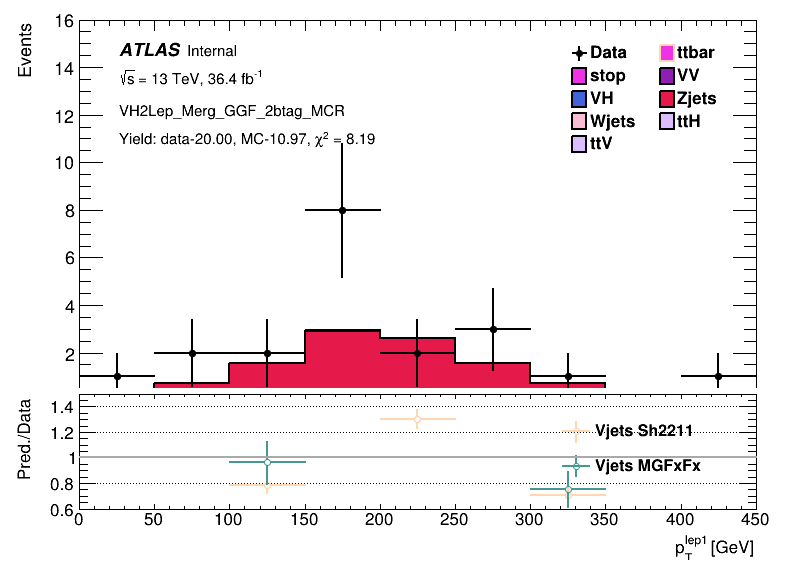 Events
16
14
12
10
8
6
4
2
ATLAS Internal
√s = 13 TeV, 36.4 fb⁻¹
VH2Lep_Merg_GGF_2btag_MCR
Yield: data-20.00, MC-10.97, χ² = 8.19
Data
ttbar
stop
VV
VH
Zjets
Wjets
ttH
ttV
Pred./Data
1.4
1.2
1
0.8
0.6
Vjets Sh2211
Vjets MGFxFx
0 50 100 150 200 250 300 350 400 450
p_T^lep1 [GeV]